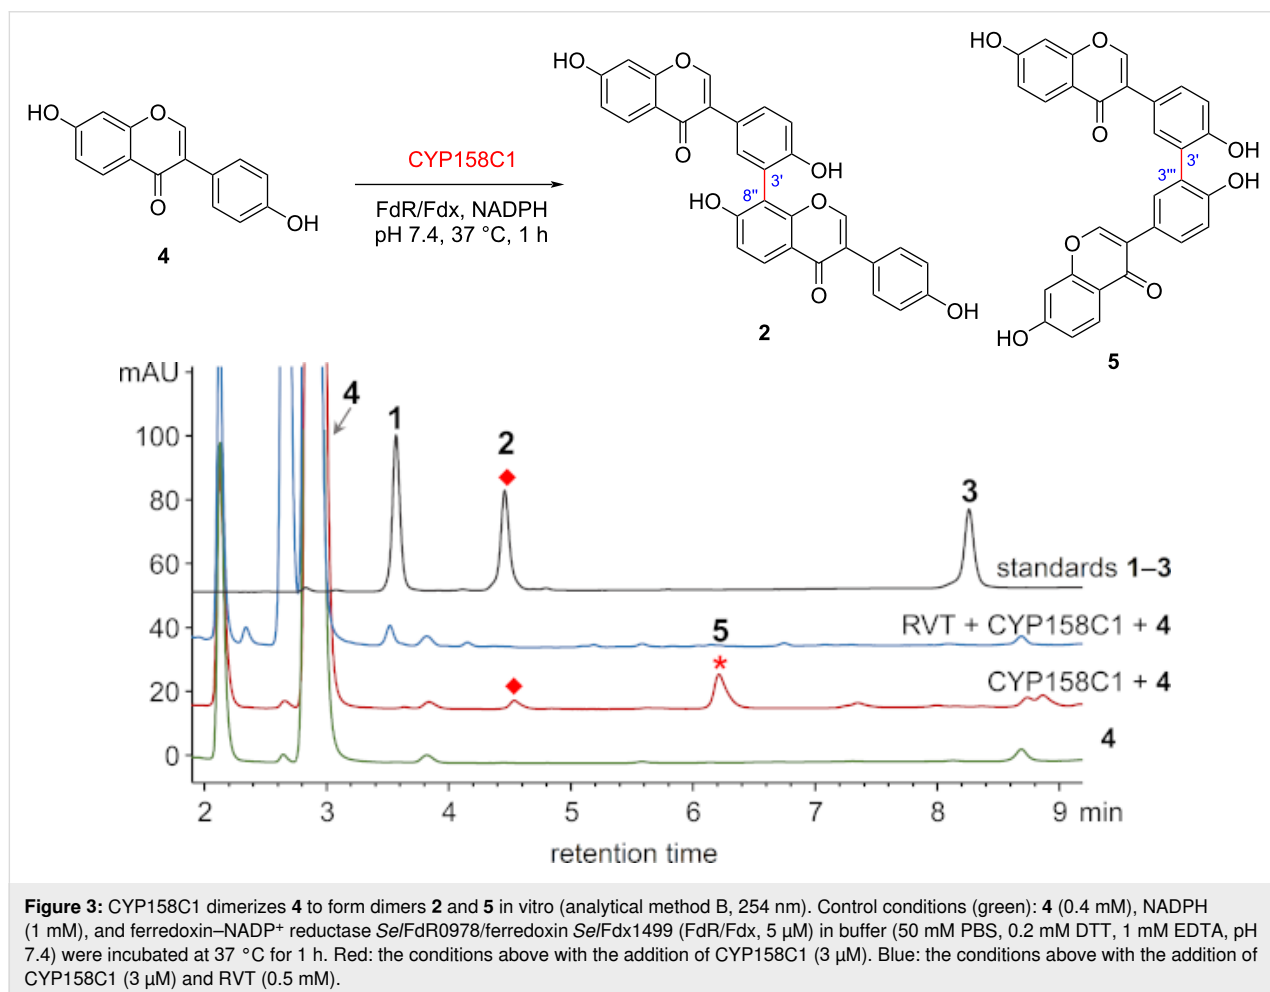 HO
O
O
OH
4
CYP158C1
FdR/Fdx, NADPH
pH 7.4, 37 °C, 1 h
HO
O
O
OH
3'
8"
HO
O
O
OH
2
HO
O
O
OH
3'
3'''
OH
O
O
HO
5
mAU
100
80
60
40
20
0
4
1
2
3
standards 1–3
RVT + CYP158C1 + 4
5
*
CYP158C1 + 4
4
2 3 4 5 6 7 8 9 min
retention time
Figure 3: CYP158C1 dimerizes 4 to form dimers 2 and 5 in vitro (analytical method B, 254 nm). Control conditions (green): 4 (0.4 mM), NADPH
(1 mM), and ferredoxin–NADP⁺ reductase SelFdR0978/ferredoxin SelFdx1499 (FdR/Fdx, 5 μM) in buffer (50 mM PBS, 0.2 mM DTT, 1 mM EDTA, pH
7.4) were incubated at 37 °C for 1 h. Red: the conditions above with the addition of CYP158C1 (3 μM). Blue: the conditions above with the addition of
CYP158C1 (3 μM) and RVT (0.5 mM).